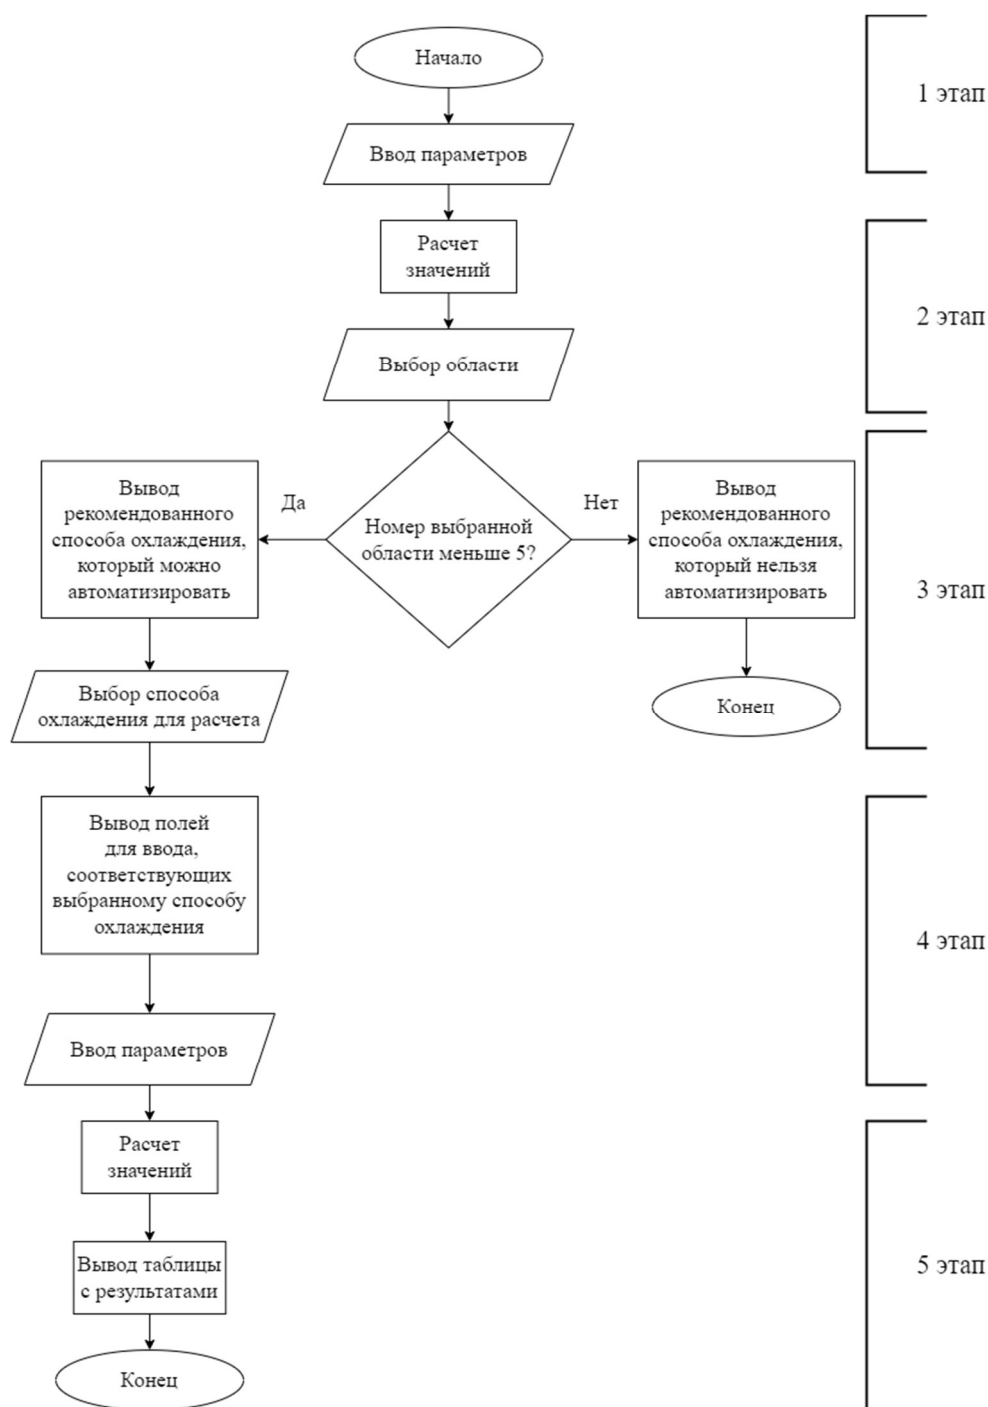 Начало
1 этап
Ввод параметров
Расчет
значений
2 этап
Выбор области
Вывод
рекомендованного
способа охлаждения,
который можно
автоматизировать
Да
Номер выбранной
области меньше 5?
Нет
Вывод
рекомендованного
способа охлаждения,
который нельзя
автоматизировать
3 этап
Выбор способа
охлаждения для расчета
Конец
Вывод полей
для ввода,
соответствующих
выбранному способу
охлаждения
4 этап
Ввод параметров
Расчет
значений
Вывод таблицы
с результатами
5 этап
Конец